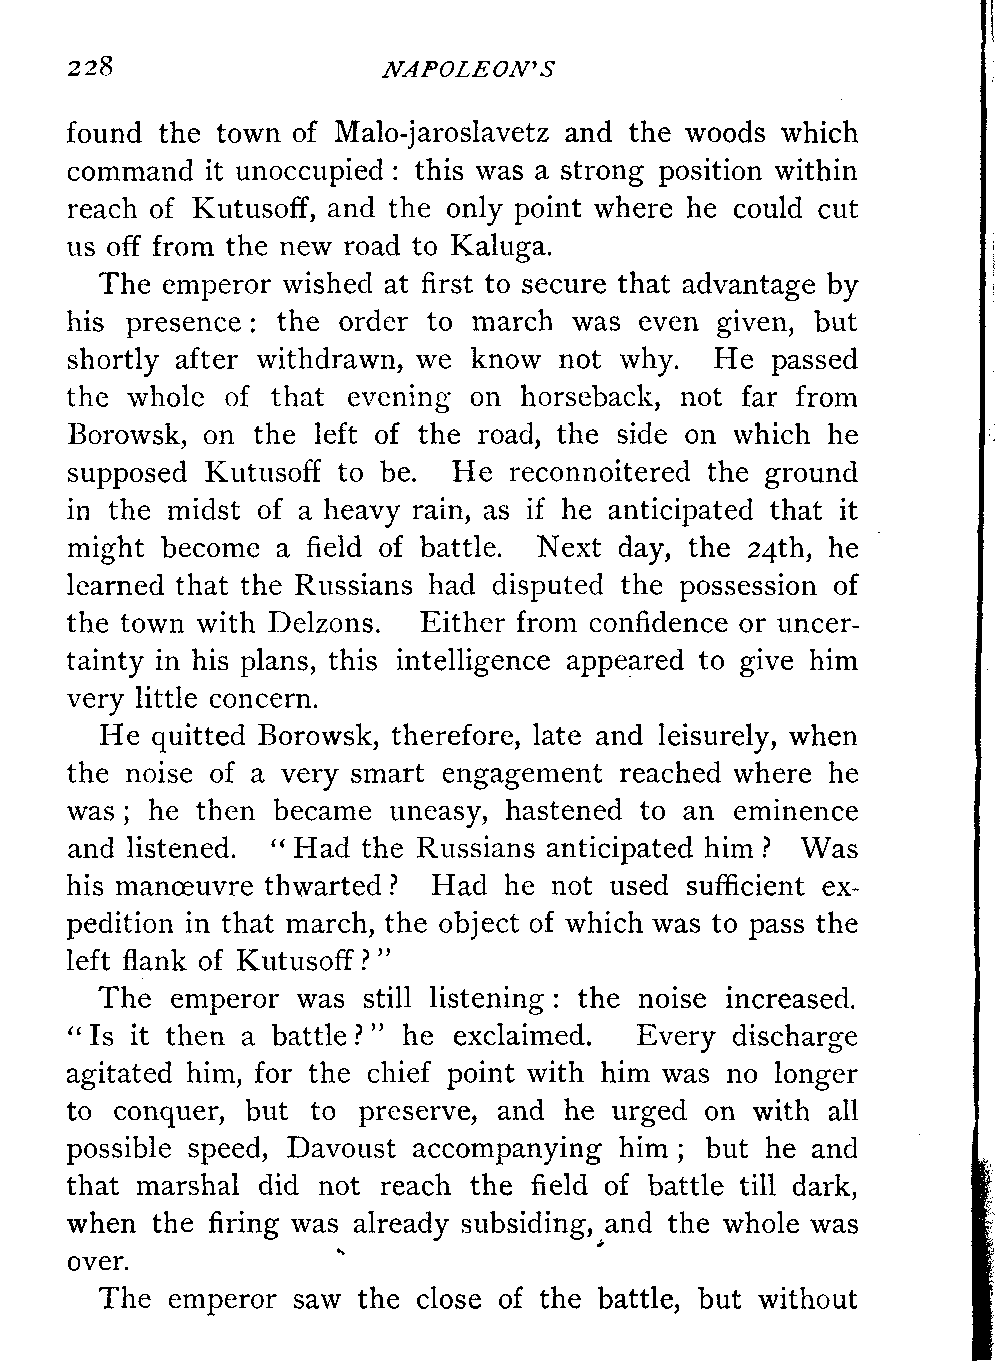 228 NAPOLEON'S
found the town of Malo-jaroslavetz and the woods which
command it unoccupied : this was a strong position within
reach of Kutusoff, and the only point where he could cut
us off from the new road to Kaluga.
The emperor wished at first to secure that advantage by
his presence : the order to march was even given, but
shortly after withdrawn, we know not why. He passed
the whole of that evening on horseback, not far from
Borowsk, on the left of the road, the side on which he
supposed Kutusoff to be. He reconnoitered the ground
in the midst of a heavy rain, as if he anticipated that it
might become a field of battle. Next day, the 24th, he
learned that the Russians had disputed the possession of
the town with Delzons. Either from confidence or uncer-
tainty in his plans, this intelligence appeared to give him
very little concern.
He quitted Borowsk, therefore, late and leisurely, when
the noise of a very smart engagement reached where he
was ; he then became uneasy, hastened to an eminence
and listened. “ Had the Russians anticipated him ? Was
his manœuvre thwarted ? Had he not used sufficient ex-
pedition in that march, the object of which was to pass the
left flank of Kutusoff ? ”
The emperor was still listening : the noise increased.
“ Is it then a battle ? ” he exclaimed. Every discharge
agitated him, for the chief point with him was no longer
to conquer, but to preserve, and he urged on with all
possible speed, Davoust accompanying him ; but he and
that marshal did not reach the field of battle till dark,
when the firing was already subsiding, and the whole was
over.
The emperor saw the close of the battle, but without